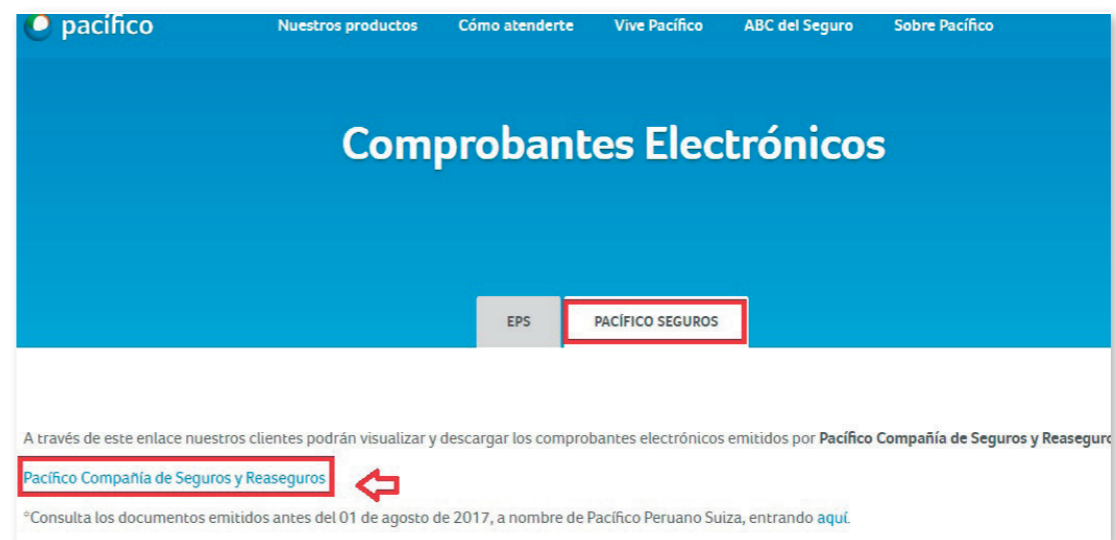 pacífico Nuestros productos Cómo atenderte Vive Pacífico ABC del Seguro Sobre Pacífico
Comprobantes Electrónicos
EPS PACÍFICO SEGUROS
A través de este enlace nuestros clientes podrán visualizar y descargar los comprobantes electrónicos emitidos por Pacífico Compañía de Seguros y Reaseguro
Pacífico Compañía de Seguros y Reaseguros
*Consulta los documentos emitidos antes del 01 de agosto de 2017, a nombre de Pacífico Peruano Suiza, entrando aquí.